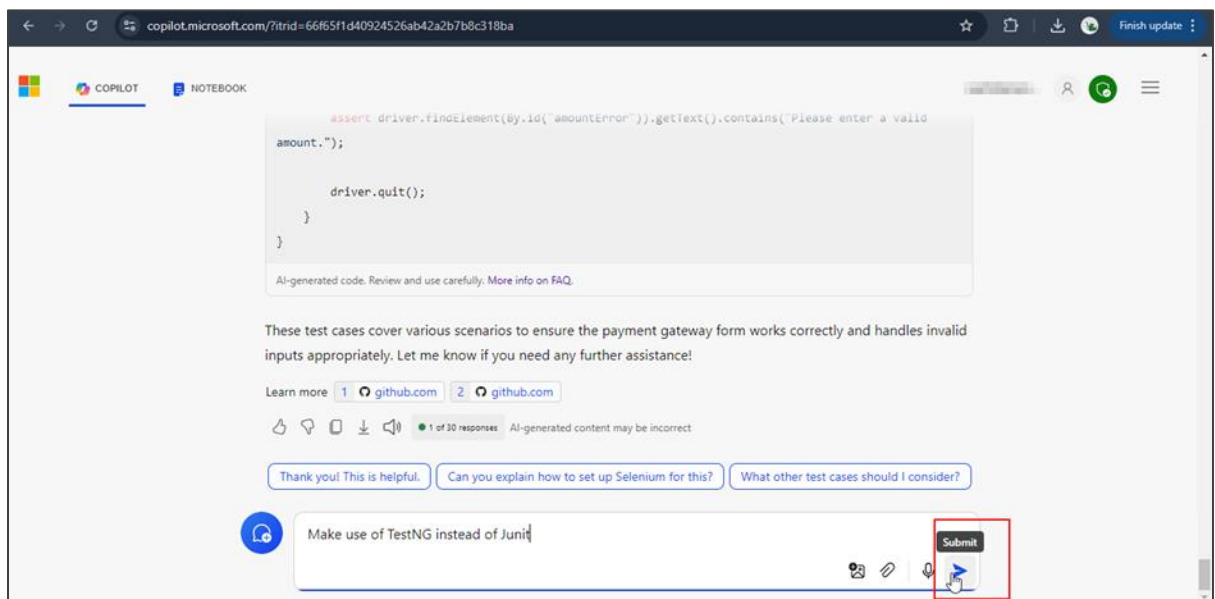 copilot.microsoft.com/?itrid=66f65f1d40924526ab42a2b7b8c318ba
Finish update
COPILOT
NOTEBOOK
assert driver.findElement(By.id("amountError")).getText().contains("Please enter a valid
amount.");
driver.quit();
}
}
AI-generated code. Review and use carefully. More info on FAQ.
These test cases cover various scenarios to ensure the payment gateway form works correctly and handles invalid
inputs appropriately. Let me know if you need any further assistance!
Learn more 1 github.com 2 github.com
1 of 30 responses AI-generated content may be incorrect
Thank you! This is helpful. Can you explain how to set up Selenium for this? What other test cases should I consider?
Make use of TestNG instead of Junit
Submit